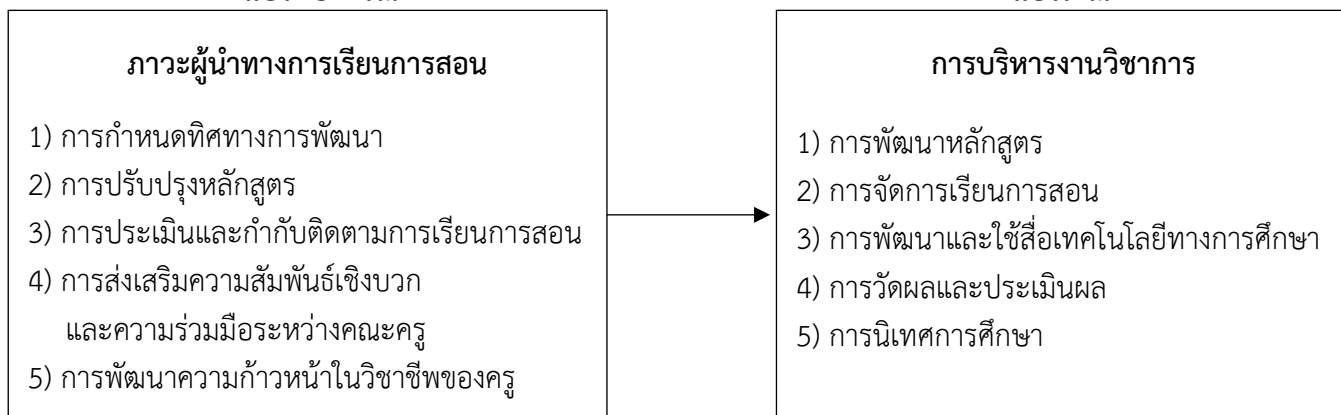 ภาวะผู้นำทางการเรียนการสอน
1) การกำหนดทิศทางการพัฒนา
2) การปรับปรุงหลักสูตร
3) การประเมินและกำกับติดตามการเรียนการสอน
4) การส่งเสริมความสัมพันธ์เชิงบวก
และความร่วมมือระหว่างคณะครู
5) การพัฒนาความก้าวหน้าในวิชาชีพของครู
การบริหารงานวิชาการ
1) การพัฒนาหลักสูตร
2) การจัดการเรียนการสอน
3) การพัฒนาและใช้สื่อเทคโนโลยีทางการศึกษา
4) การวัดผลและประเมินผล
5) การนิเทศการศึกษา